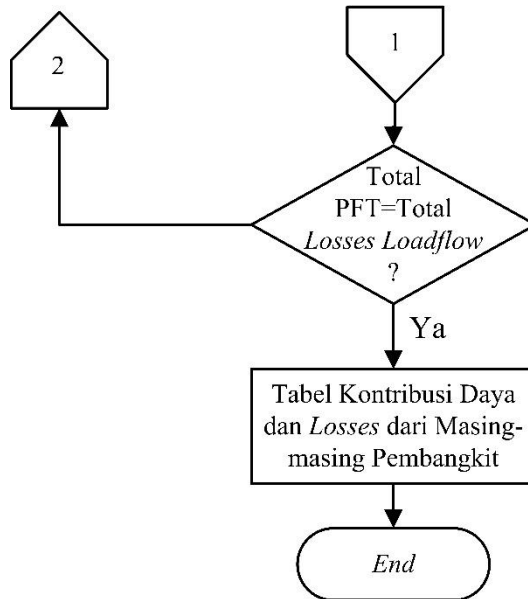 2
1
Total
PFT=Total
Losses Loadflow
?
Ya
Tabel Kontribusi Daya
dan Losses dari Masing-
masing Pembangkit
End